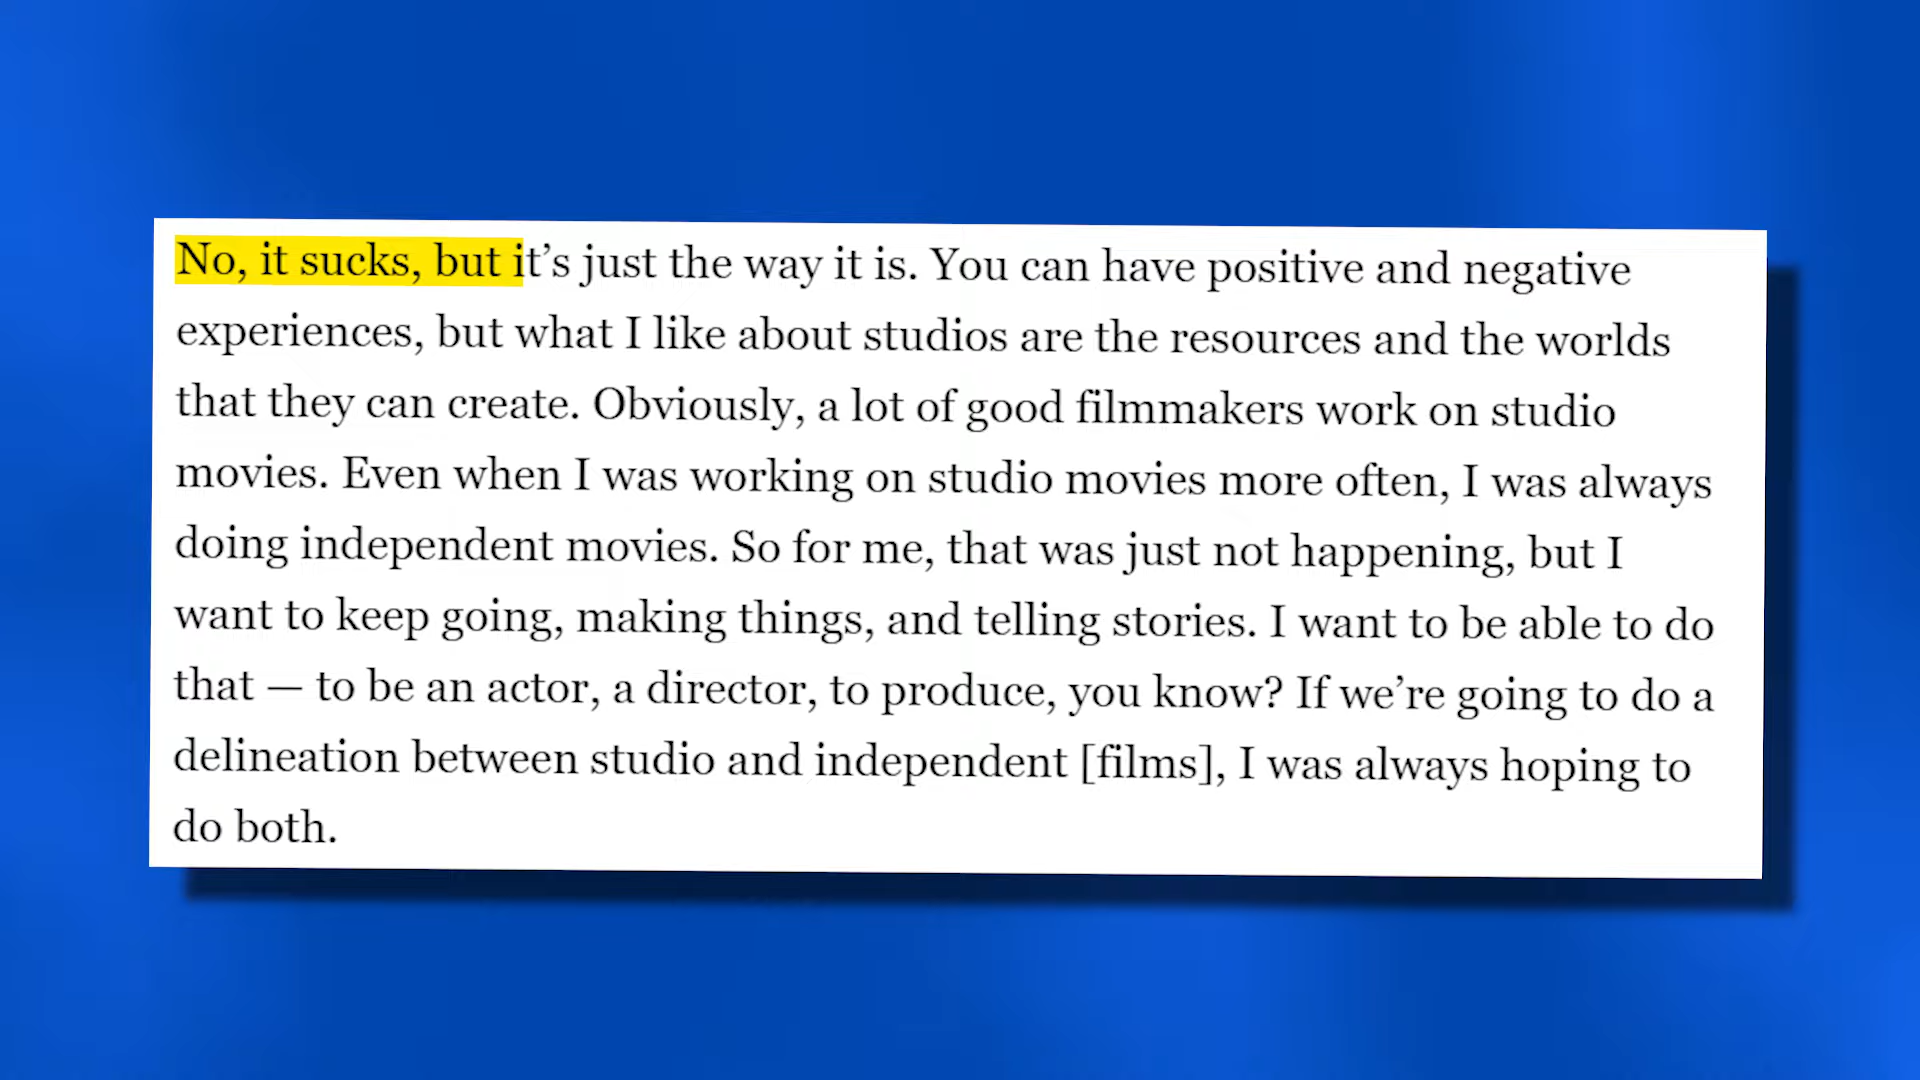 No, it sucks, but it’s just the way it is. You can have positive and negative
experiences, but what I like about studios are the resources and the worlds
that they can create. Obviously, a lot of good filmmakers work on studio
movies. Even when I was working on studio movies more often, I was always
doing independent movies. So for me, that was just not happening, but I
want to keep going, making things, and telling stories. I want to be able to do
that — to be an actor, a director, to produce, you know? If we’re going to do a
delineation between studio and independent [films], I was always hoping to
do both.